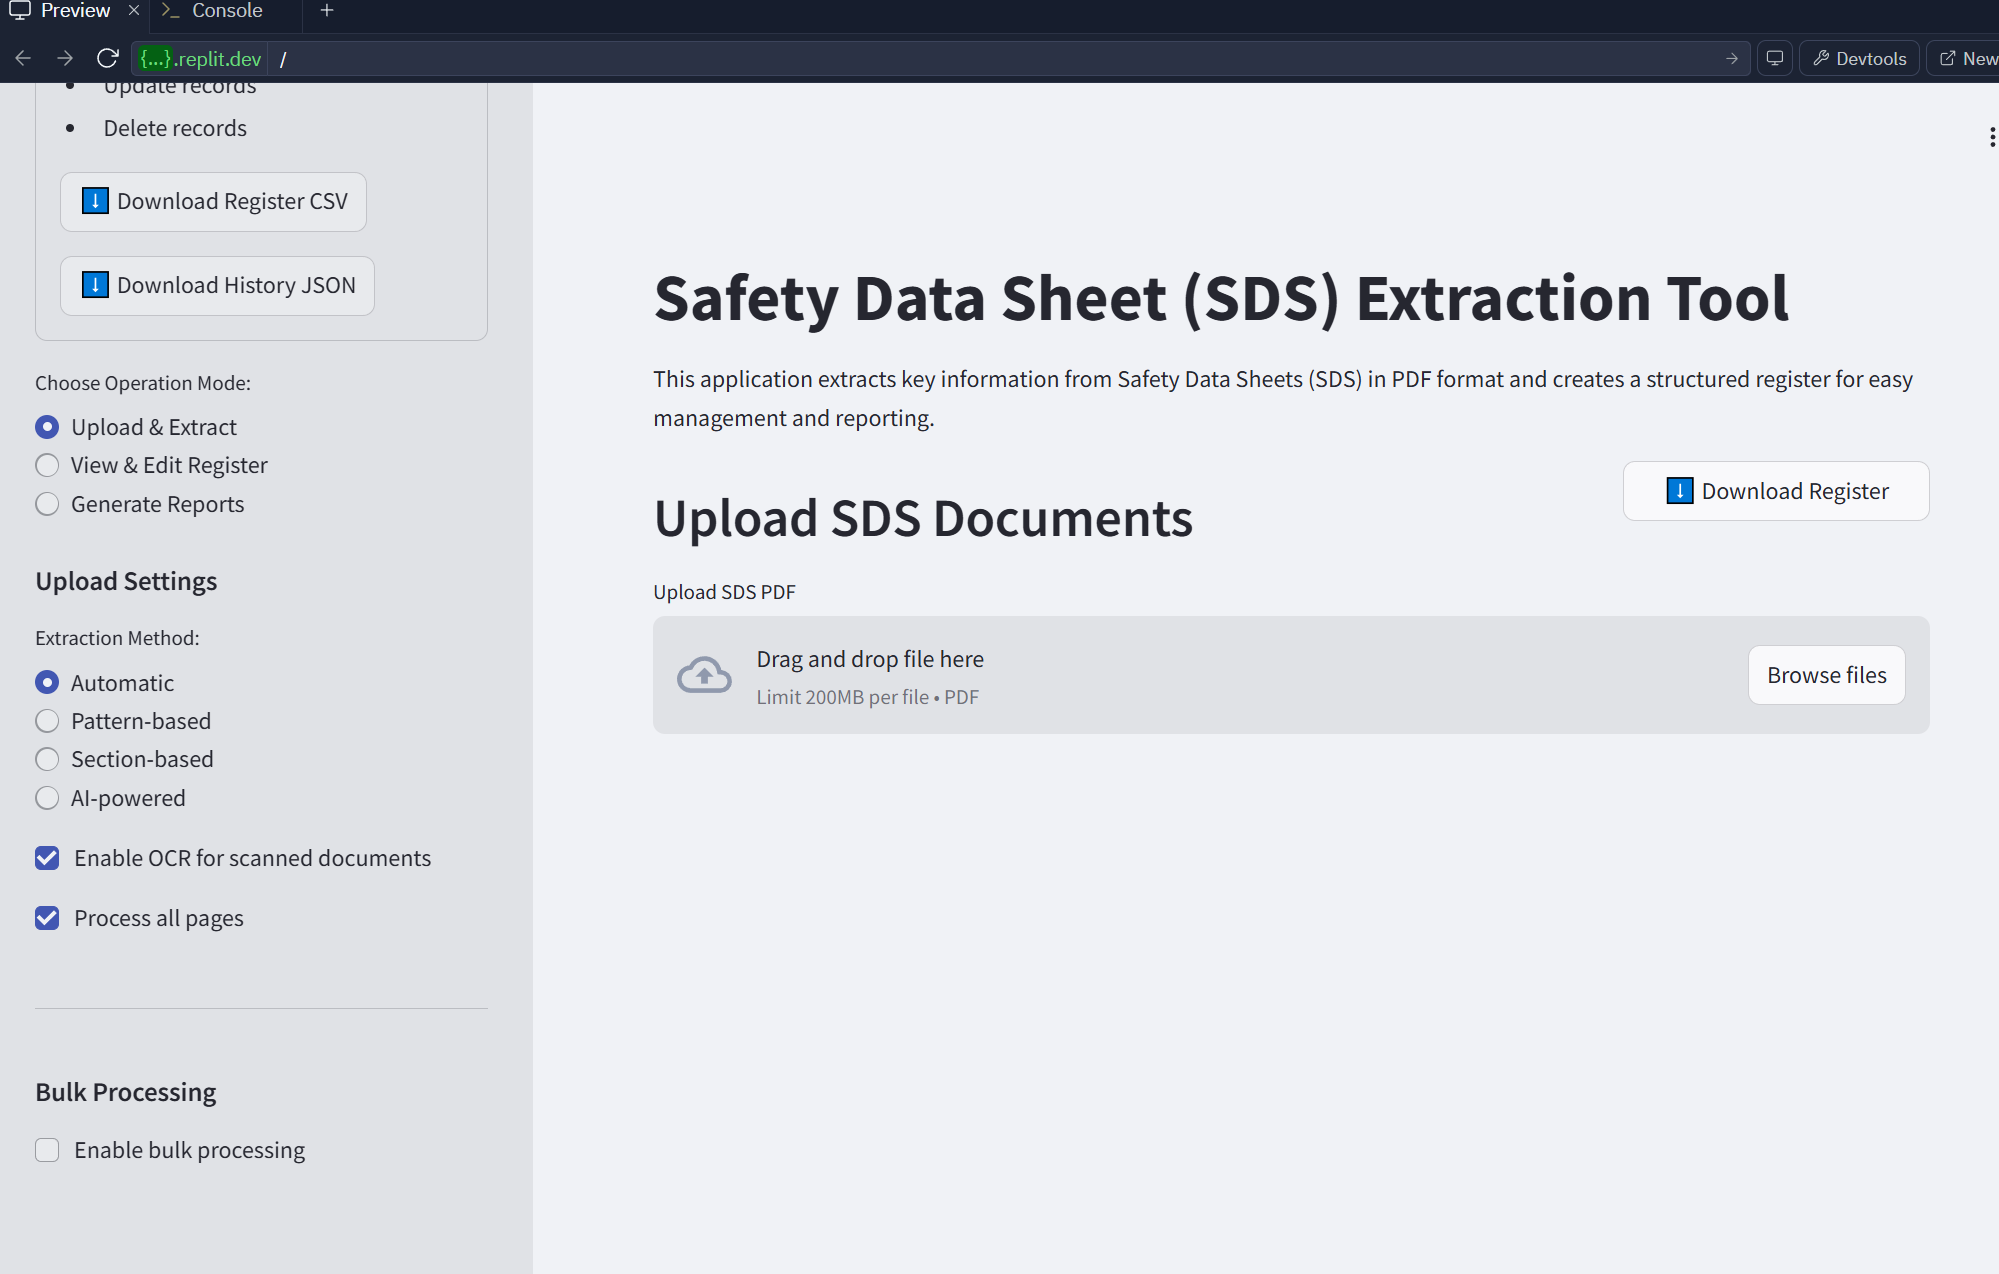 Preview
Console
{...}.replit.dev /
Devtools
New
Update records
Delete records
Download Register CSV
Download History JSON
Choose Operation Mode:
Upload & Extract
View & Edit Register
Generate Reports
Upload Settings
Extraction Method:
Automatic
Pattern-based
Section-based
AI-powered
Enable OCR for scanned documents
Process all pages
Bulk Processing
Enable bulk processing
Safety Data Sheet (SDS) Extraction Tool
This application extracts key information from Safety Data Sheets (SDS) in PDF format and creates a structured register for easy
management and reporting.
Download Register
Upload SDS Documents
Upload SDS PDF
Drag and drop file here
Limit 200MB per file • PDF
Browse files